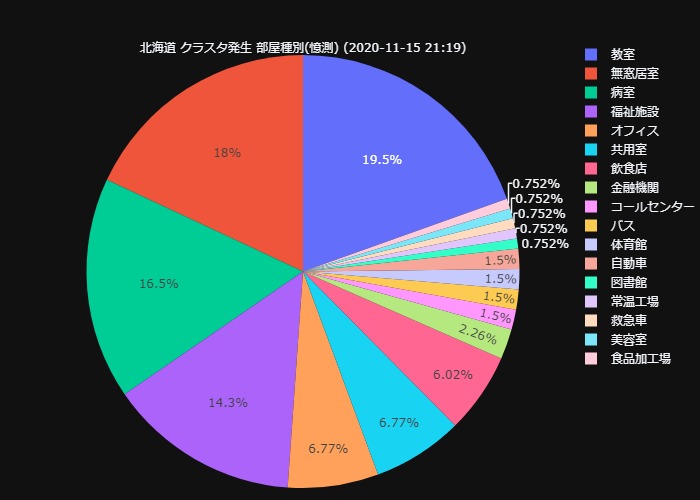 北海道 クラスタ発生 部屋種別(憶測) (2020-11-15 21:19)
教室
無窓居室
病室
福祉施設
オフィス
共用室
飲食店
金融機関
コールセンター
バス
体育館
自動車
図書館
常温工場
救急車
美容室
食品加工場
19.5%
18%
16.5%
14.3%
6.77%
6.77%
6.02%
2.26%
1.5%
1.5%
1.5%
1.5%
0.752%
0.752%
0.752%
0.752%
0.752%